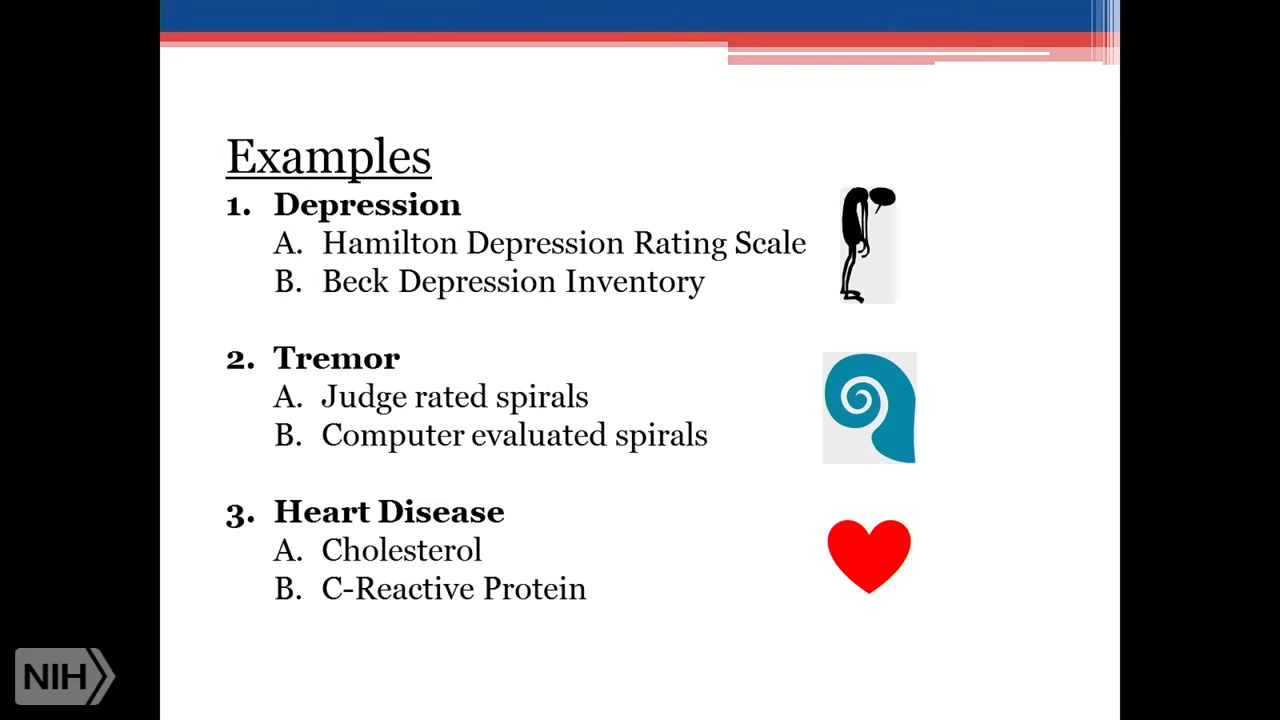 Examples
1. Depression
A. Hamilton Depression Rating Scale
B. Beck Depression Inventory
2. Tremor
A. Judge rated spirals
B. Computer evaluated spirals
3. Heart Disease
A. Cholesterol
B. C-Reactive Protein
NIH